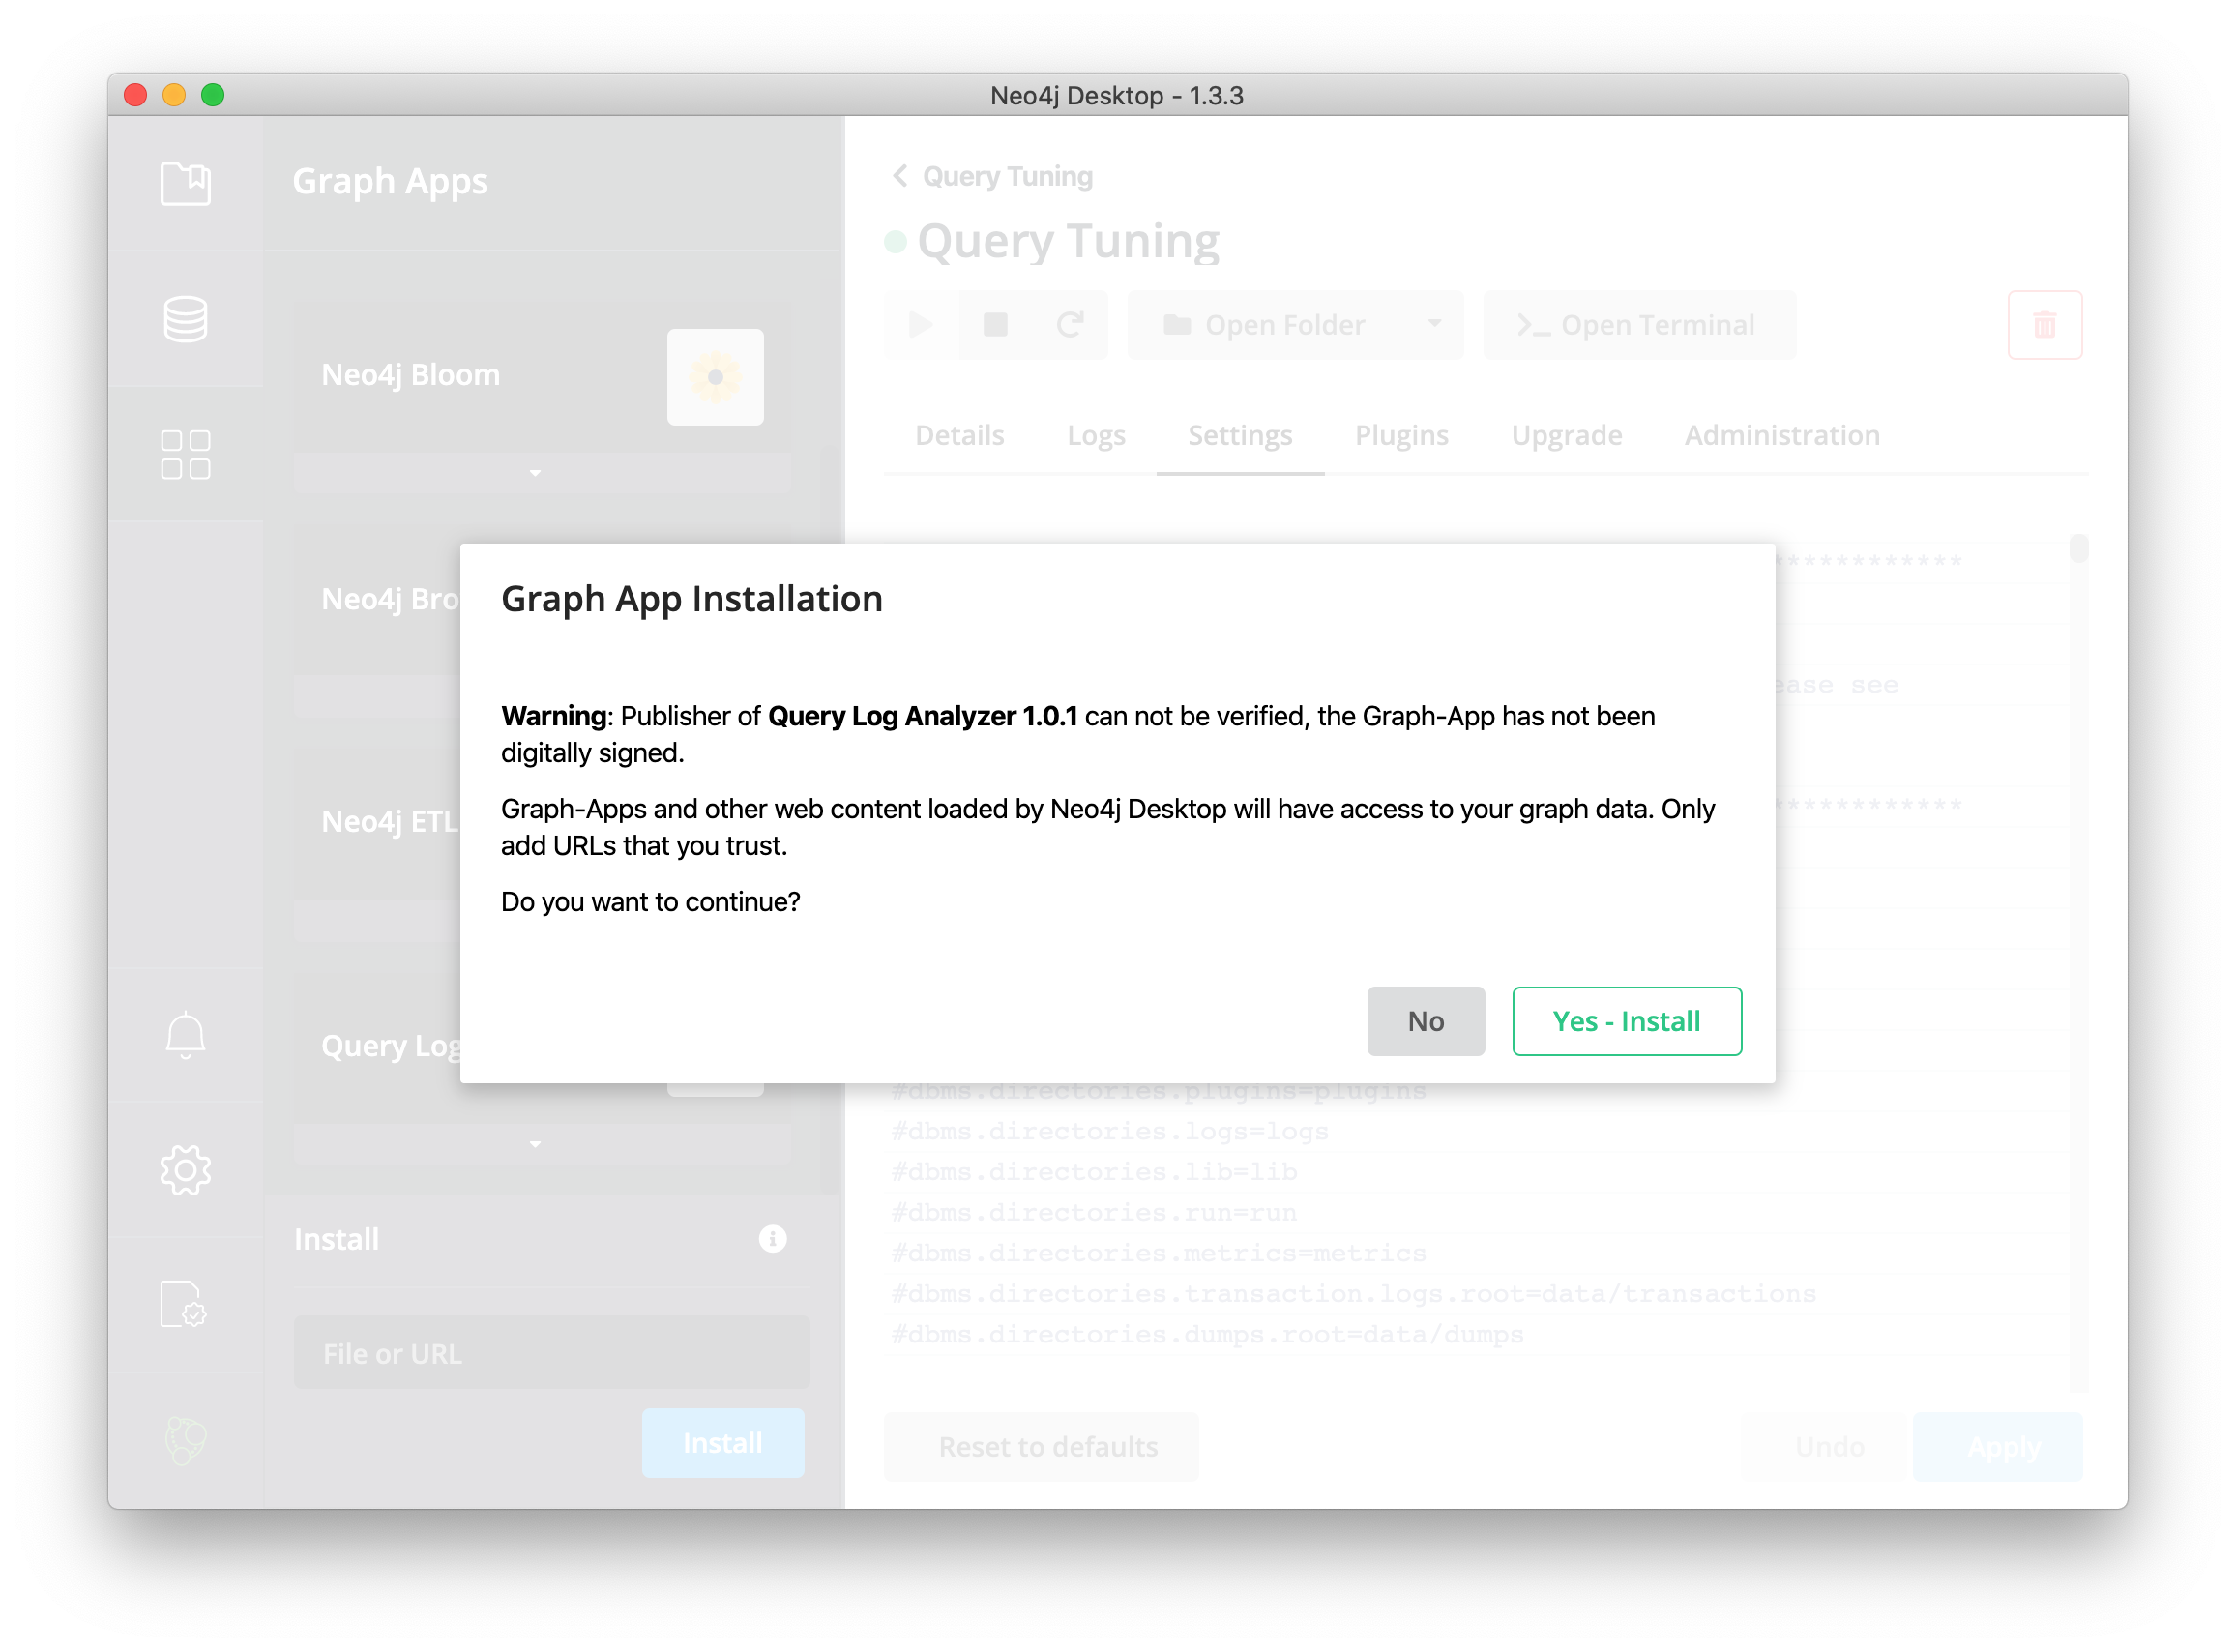 Neo4j Desktop - 1.3.3
Graph Apps
Neo4j Bloom
Neo4j Bro
Neo4j ETL
Query Log
Install
File or URL
Install
Query Tuning
Query Tuning
Open Folder
Open Terminal
Details Logs Settings Plugins Upgrade Administration
************
ease see
************
Graph App Installation
Warning: Publisher of Query Log Analyzer 1.0.1 can not be verified, the Graph-App has not been
digitally signed.
Graph-Apps and other web content loaded by Neo4j Desktop will have access to your graph data. Only
add URLs that you trust.
Do you want to continue?
No
Yes - Install
#dbms.directories.plugins=plugins
#dbms.directories.logs=logs
#dbms.directories.lib=lib
#dbms.directories.run=run
#dbms.directories.metrics=metrics
#dbms.directories.transaction.logs.root=data/transactions
#dbms.directories.dumps.root=data/dumps
Reset to defaults
Undo
Apply